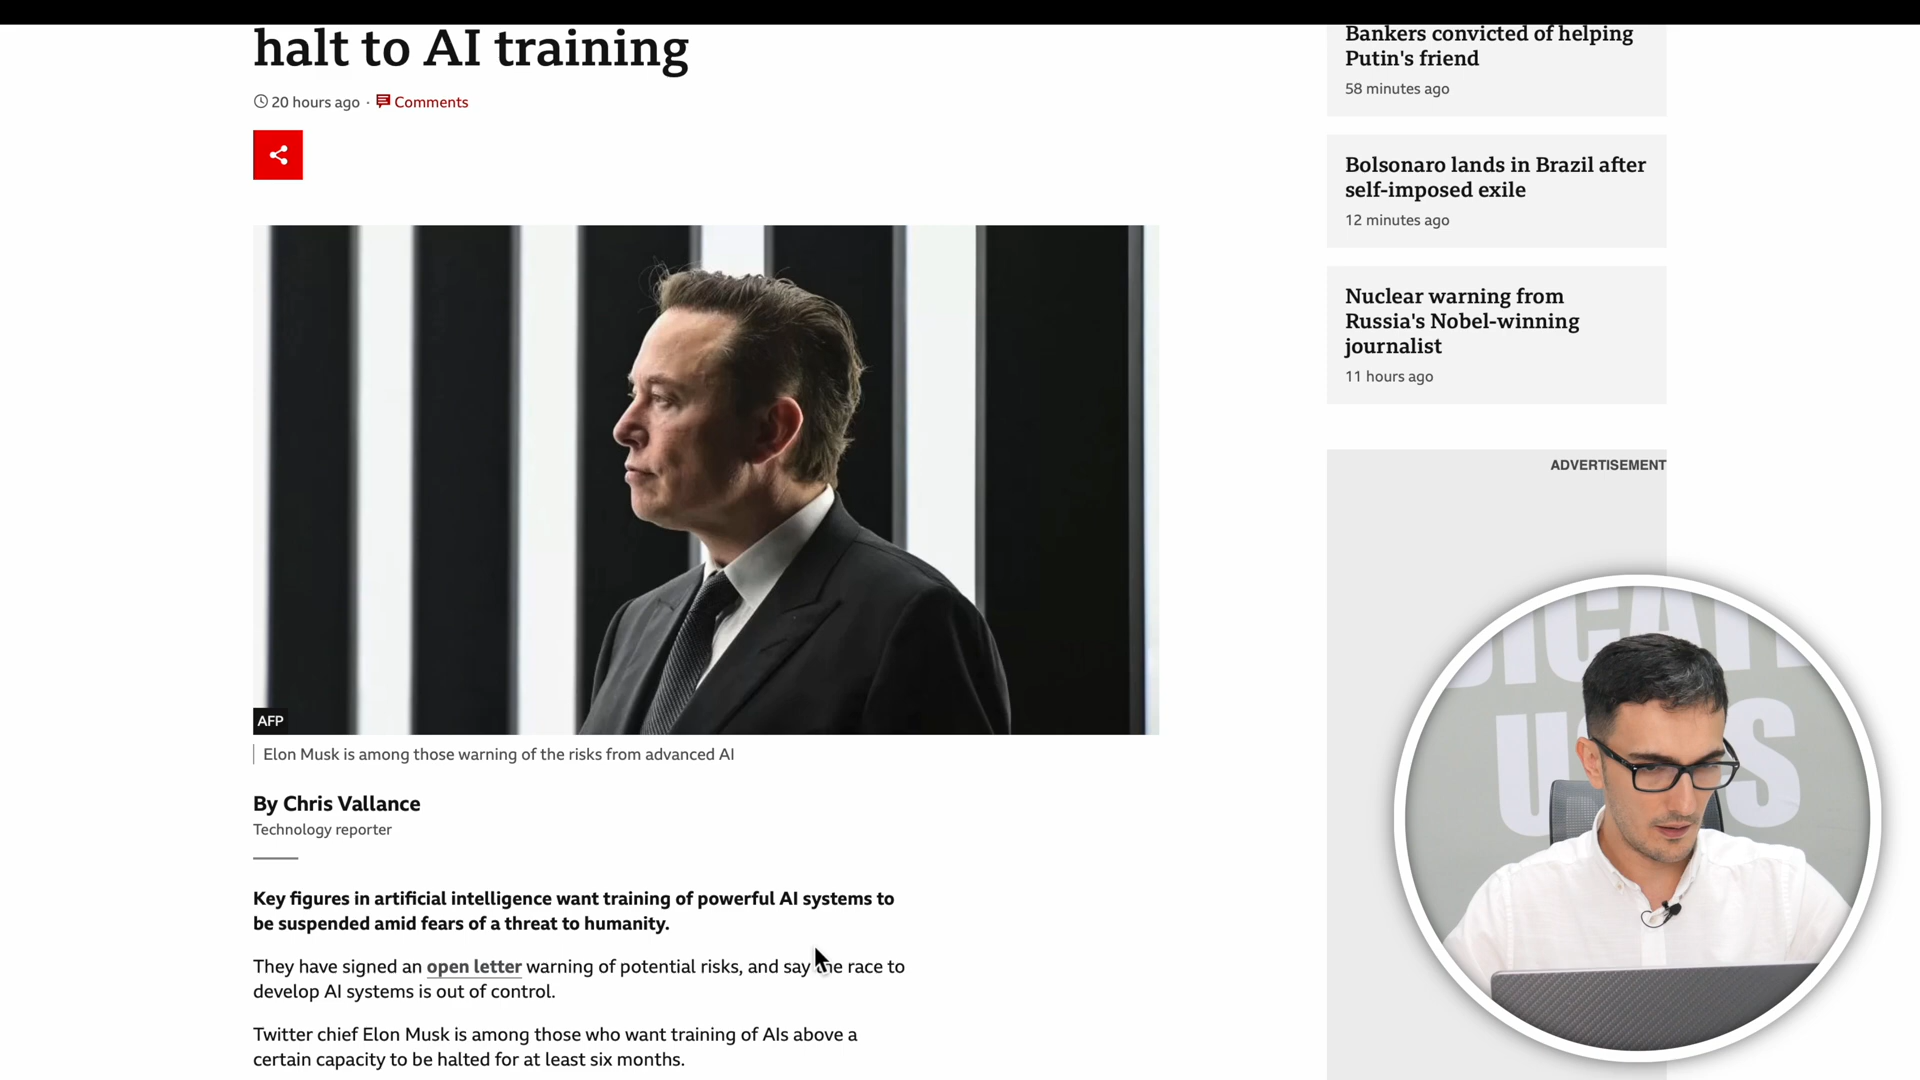 halt to AI training
20 hours ago · Comments
AFP
Elon Musk is among those warning of the risks from advanced AI
By Chris Vallance
Technology reporter
Key figures in artificial intelligence want training of powerful AI systems to
be suspended amid fears of a threat to humanity.
They have signed an open letter warning of potential risks, and say the race to
develop AI systems is out of control.
Twitter chief Elon Musk is among those who want training of AIs above a
certain capacity to be halted for at least six months.
Bankers convicted of helping
Putin's friend
58 minutes ago
Bolsonaro lands in Brazil after
self-imposed exile
12 minutes ago
Nuclear warning from
Russia's Nobel-winning
journalist
11 hours ago
ADVERTISEMENT